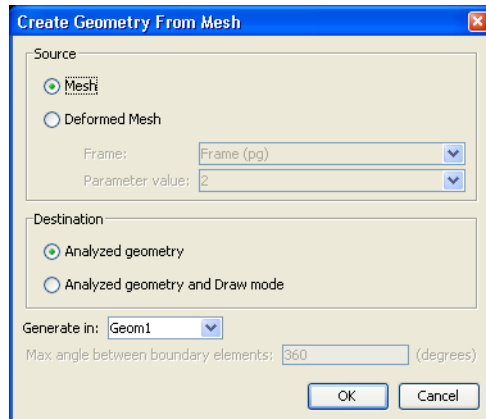 Create Geometry From Mesh
Source
Mesh
Deformed Mesh
Frame: Frame (pg)
Parameter value: 2
Destination
Analyzed geometry
Analyzed geometry and Draw mode
Generate in: Geom1
Max angle between boundary elements: 360 (degrees)
OK Cancel